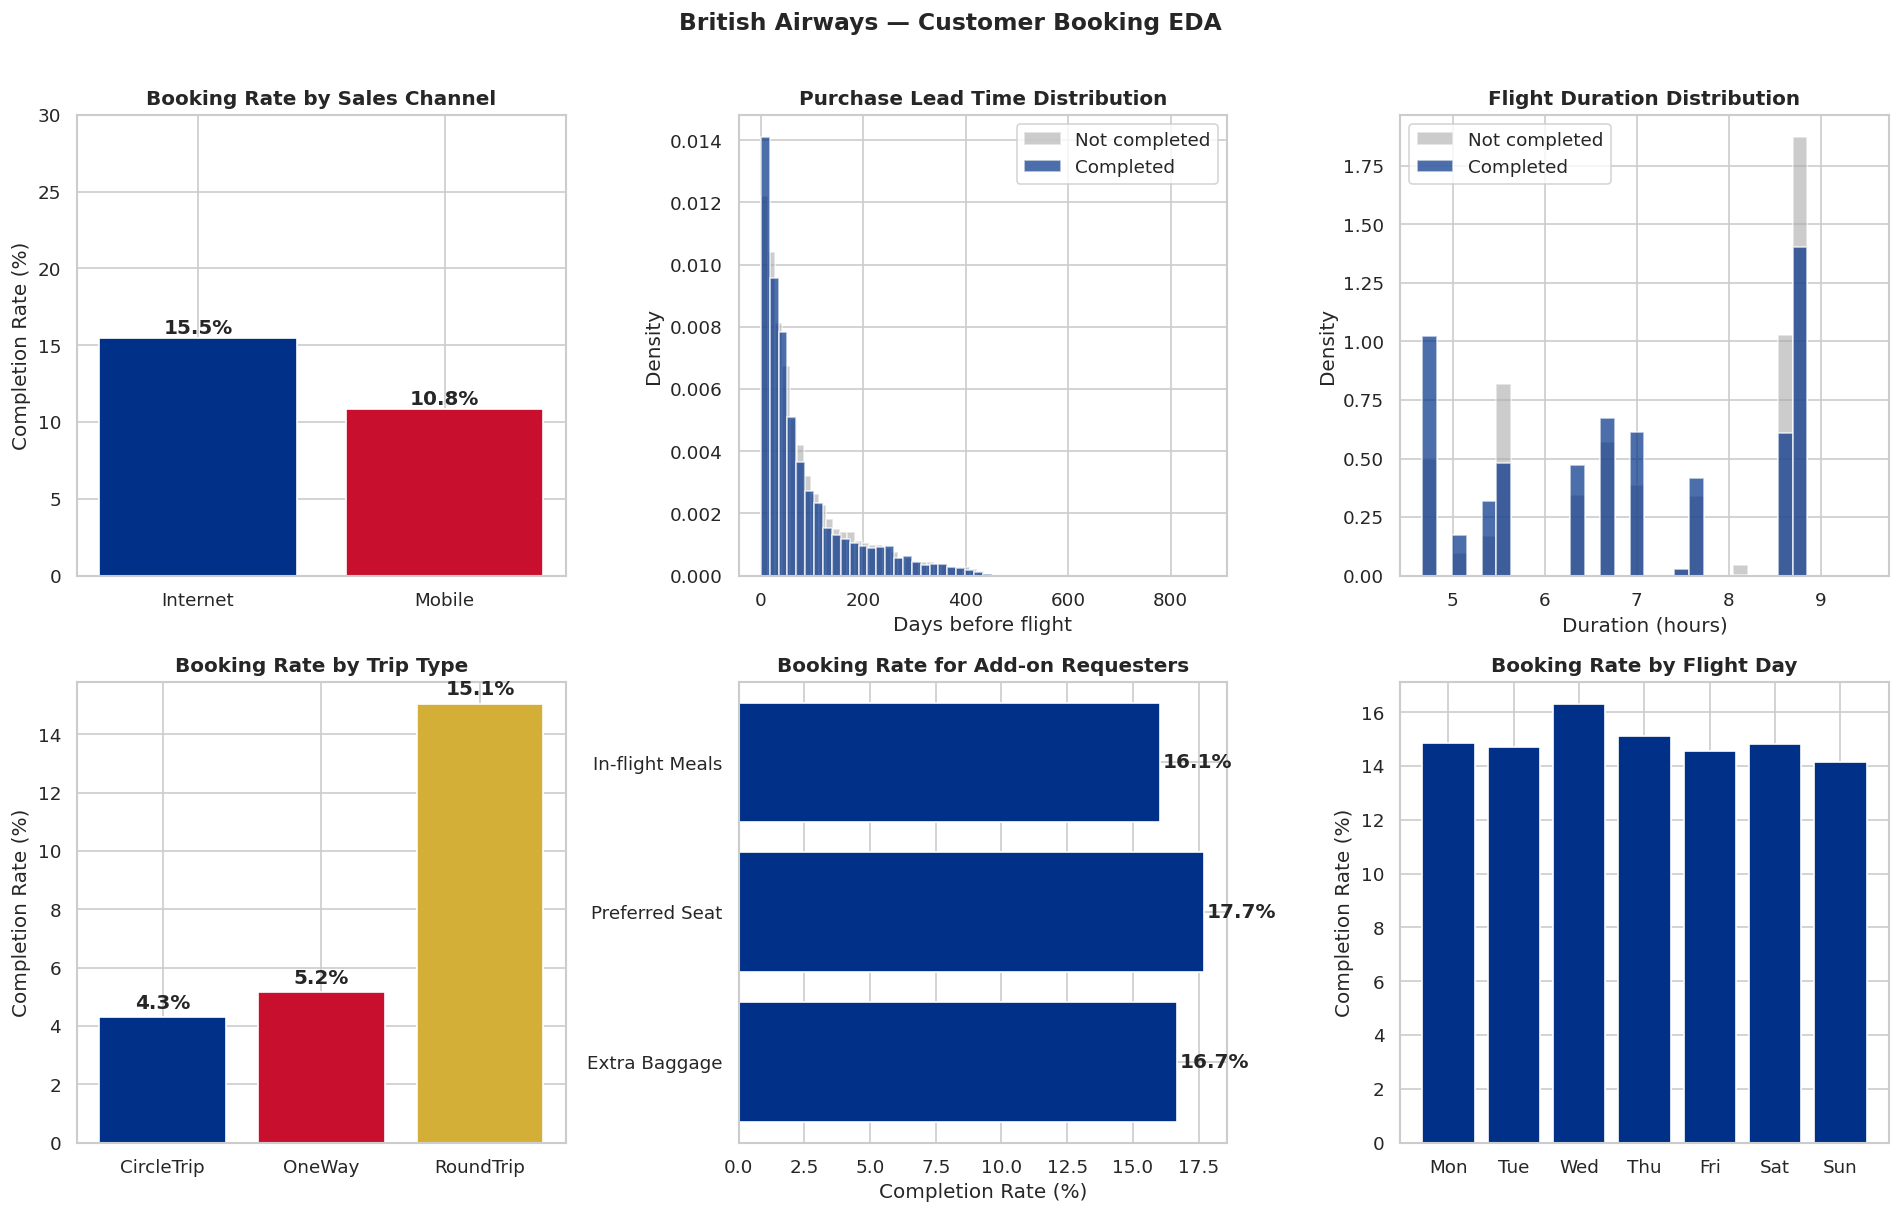 British Airways — Customer Booking EDA
Booking Rate by Sales Channel
Completion Rate (%)
30
25
20
15
10
5
0
15.5%
10.8%
Internet
Mobile
Purchase Lead Time Distribution
Density
0.014
0.012
0.010
0.008
0.006
0.004
0.002
0.000
Not completed
Completed
0
200
400
600
800
Days before flight
Flight Duration Distribution
Density
1.75
1.50
1.25
1.00
0.75
0.50
0.25
0.00
Not completed
Completed
5
6
7
8
9
Duration (hours)
Booking Rate by Trip Type
Completion Rate (%)
14
12
10
8
6
4
2
0
4.3%
5.2%
15.1%
CircleTrip
OneWay
RoundTrip
Booking Rate for Add-on Requesters
In-flight Meals
16.1%
Preferred Seat
17.7%
Extra Baggage
16.7%
0.0
2.5
5.0
7.5
10.0
12.5
15.0
17.5
Completion Rate (%)
Booking Rate by Flight Day
Completion Rate (%)
16
14
12
10
8
6
4
2
0
Mon
Tue
Wed
Thu
Fri
Sat
Sun